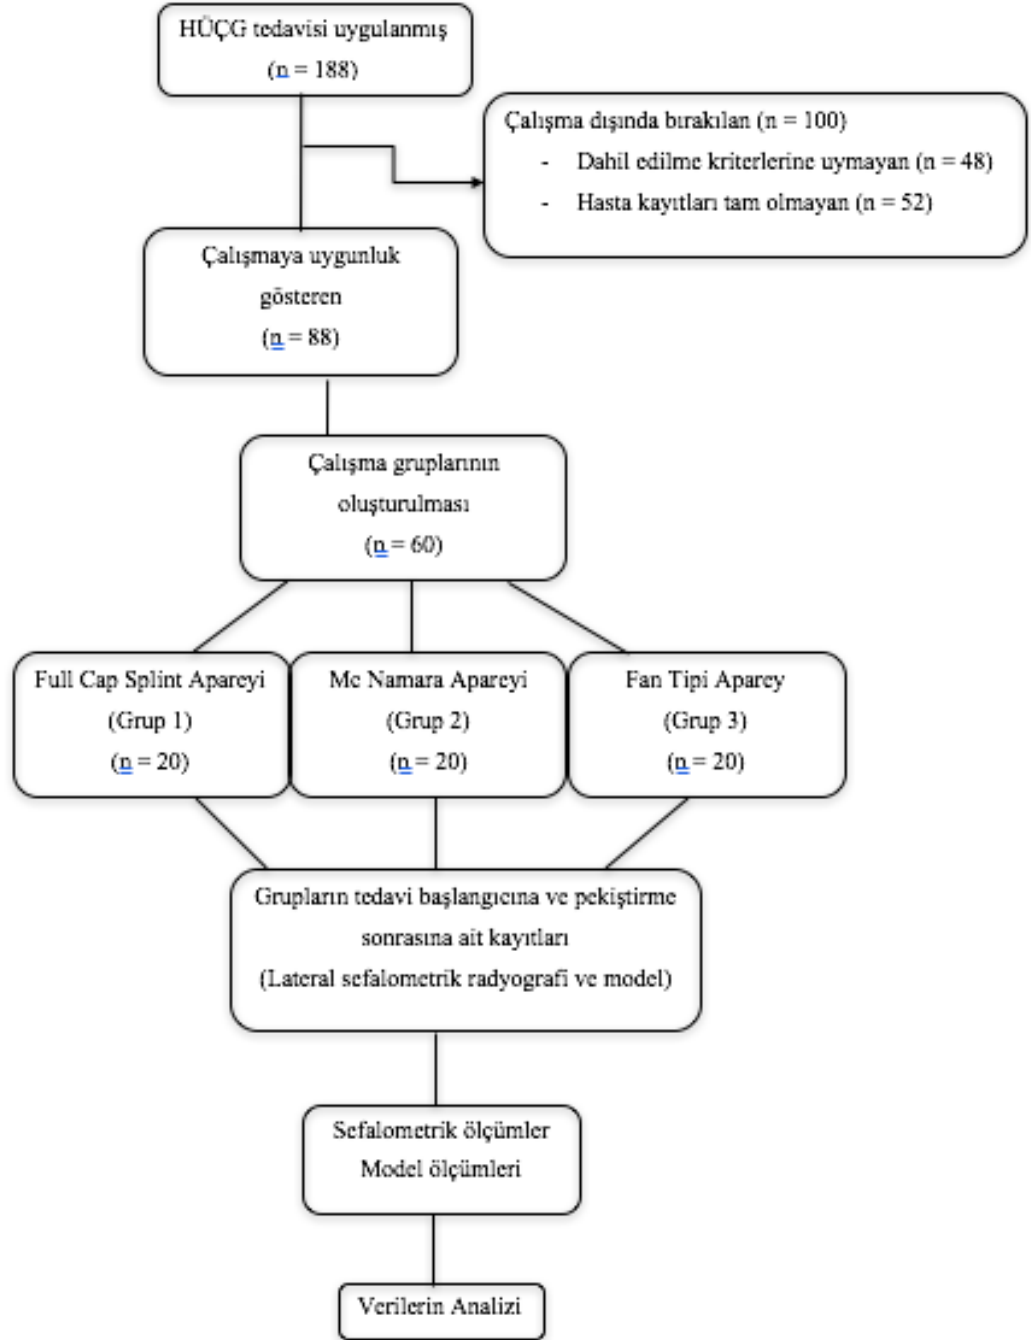 HÜÇG tedavisi uygulanmış
(n = 188)
Çalışma dışında bırakılan (n = 100)
- Dahil edilme kriterlerine uymayan (n = 48)
- Hasta kayıtları tam olmayan (n = 52)
Çalışmaya uygunluk
gösteren
(n = 88)
Çalışma gruplarının
oluşturulması
(n = 60)
Full Cap Splint Apareyi
(Grup 1)
(n = 20)
Mc Namara Apareyi
(Grup 2)
(n = 20)
Fan Tipi Aparey
(Grup 3)
(n = 20)
Grupların tedavi başlangıcına ve pekiştirme
sonrasına ait kayıtları
(Lateral sefalometrik radyografi ve model)
Sefalometrik ölçümler
Model ölçümleri
Verilerin Analizi